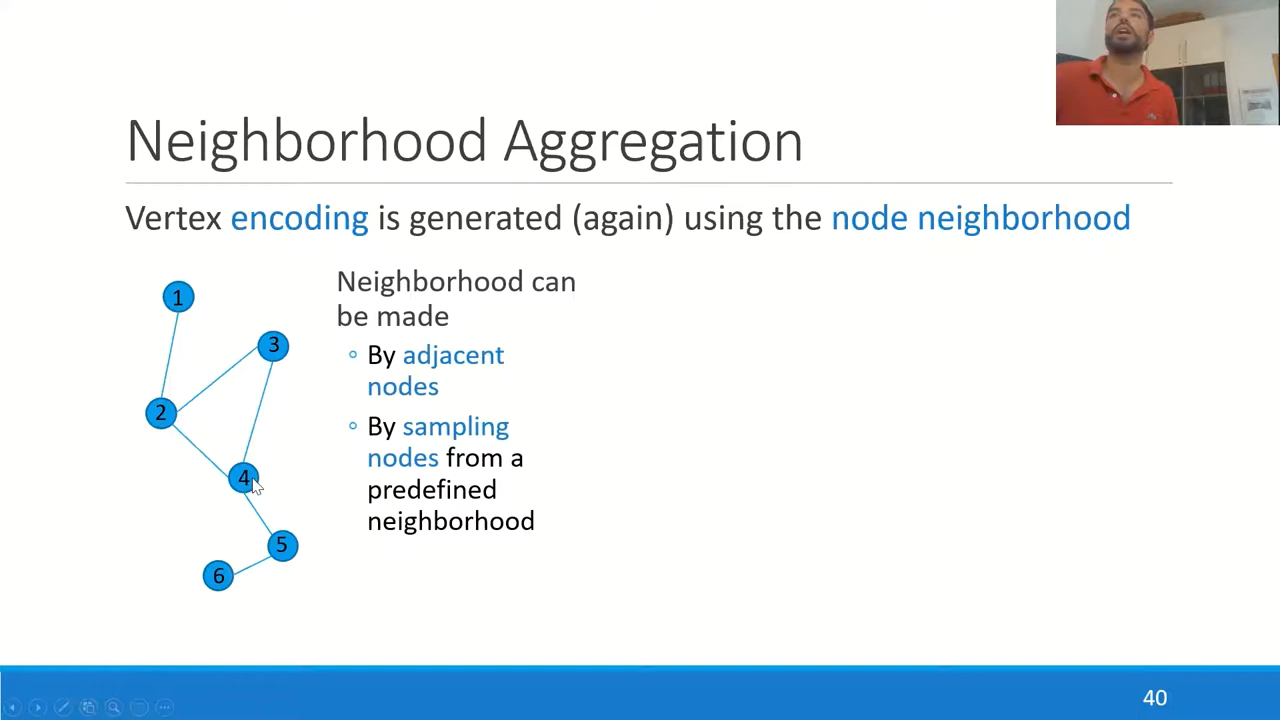 Neighborhood Aggregation
Vertex encoding is generated (again) using the node neighborhood
1
3
2
4
5
6
Neighborhood can
be made
By adjacent
nodes
By sampling
nodes from a
predefined
neighborhood
40